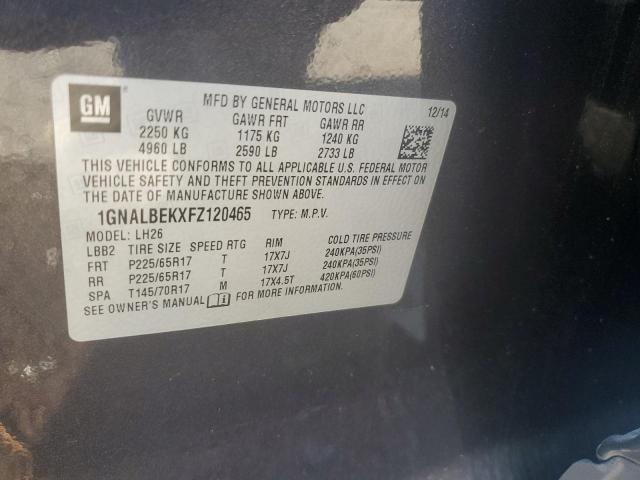 GM
MFD BY GENERAL MOTORS LLC
12/14
GVWR GAWR FRT GAWR RR
2250 KG 1175 KG 1240 KG
4960 LB 2590 LB 2733 LB
THIS VEHICLE CONFORMS TO ALL APPLICABLE U.S. FEDERAL MOTOR
VEHICLE SAFETY AND THEFT PREVENTION STANDARDS IN EFFECT ON
THE DATE OF MANUFACTURE SHOWN ABOVE.
1GNALBEKXFZ120465 TYPE: M.P.V.
MODEL: LH26
LBB2 TIRE SIZE SPEED RTG RIM COLD TIRE PRESSURE
FRT P225/65R17 T 17X7J 240KPA(35PSI)
RR P225/65R17 T 17X7J 240KPA(35PSI)
SPA T145/70R17 M 17X4.5T 420KPA(60PSI)
SEE OWNER'S MANUAL FOR MORE INFORMATION.